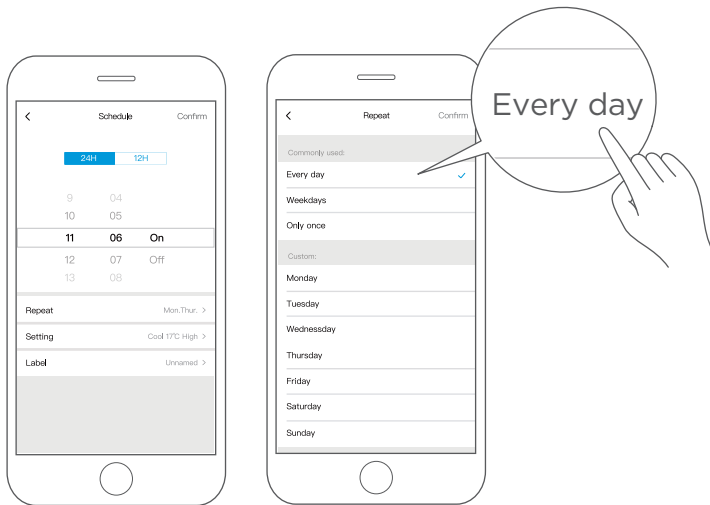 Schedule Confirm
24H 12H
9 04
10 05
11 06 On
12 07 Off
13 08
Repeat Mon,Thur. >
Setting Cool 17℃ High >
Label Unnamed >
Repeat Confirm
Commonly used:
Every day
Weekdays
Only once
Custom:
Monday
Tuesday
Wednessday
Thursday
Friday
Saturday
Sunday
Every day